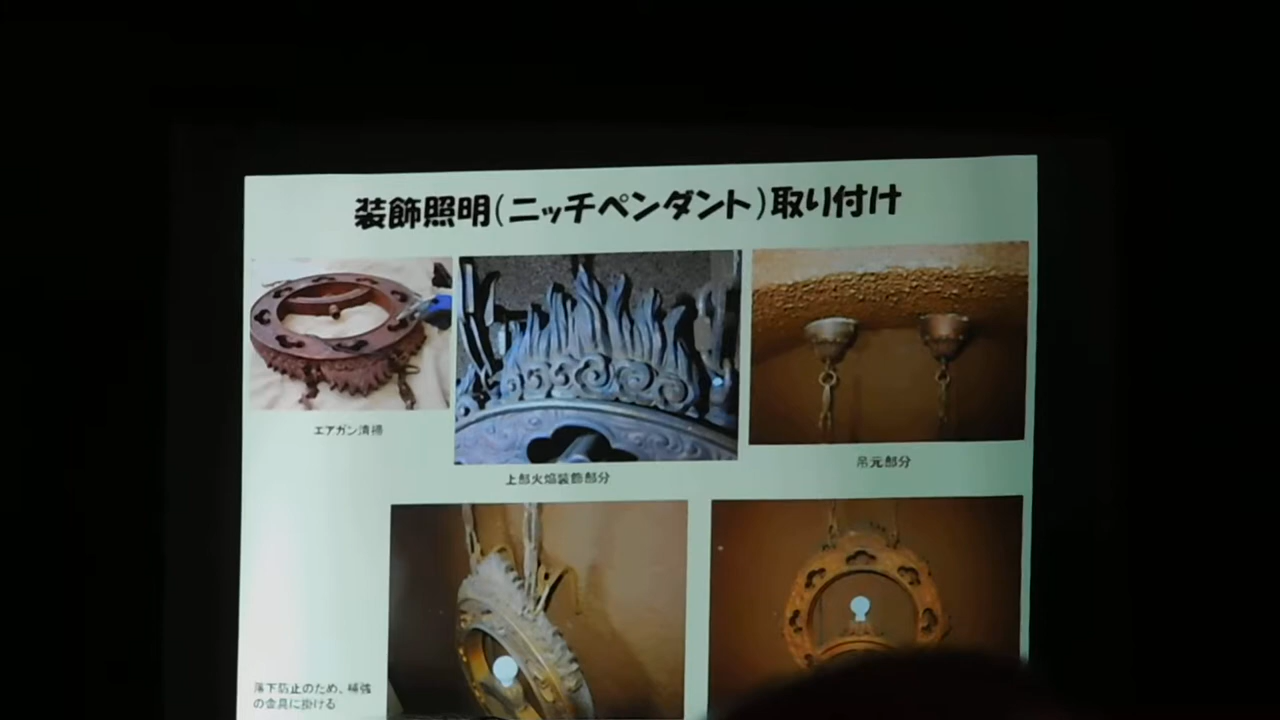 装飾照明(ニッチペンダント)取り付け
エアガン清掃
上部火焔装飾部分
吊元部分
落下防止のため、補強
の金具に掛ける